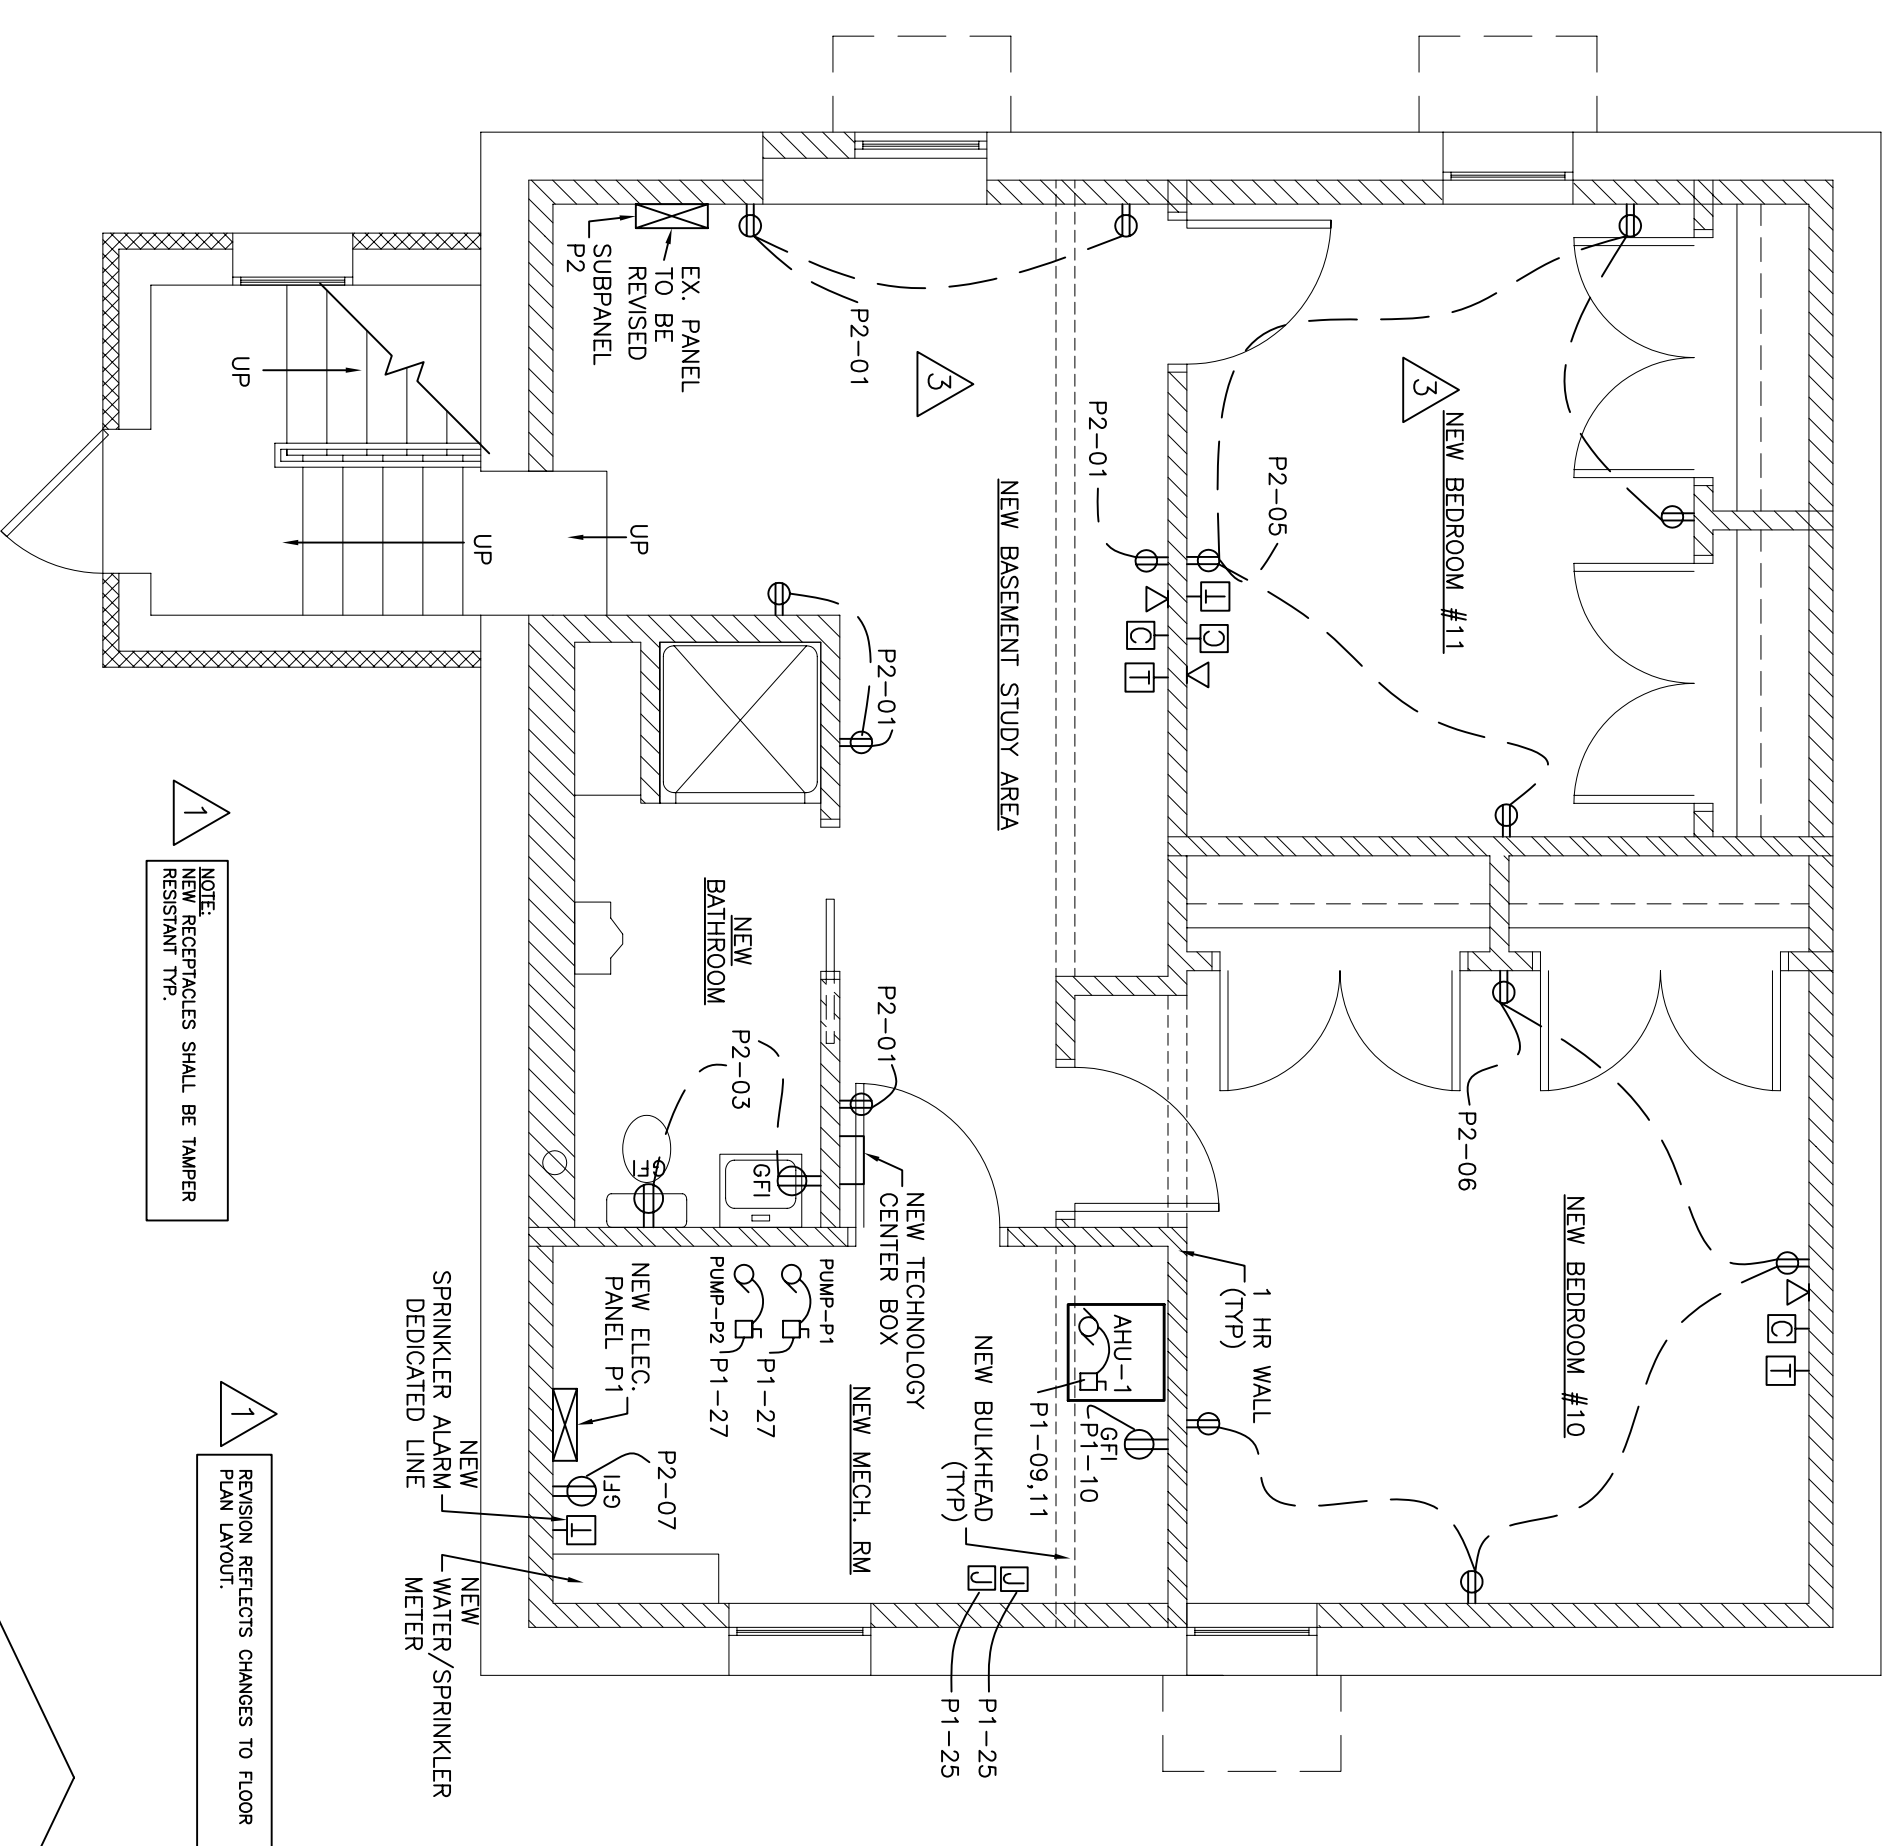 NEW BEDROOM #11
3
P2-05
T
C
NEW BEDROOM #10
P2-06
C
T
1 HR WALL
(TYP)
P2-01
C
T
3
NEW BASEMENT STUDY AREA
P2-01
P2-01
P2-01
EX. PANEL
TO BE
REVISED
SUBPANEL
P2
UP
UP
UP
NEW
BATHROOM
P2-03
GFI
GFI
NEW TECHNOLOGY
CENTER BOX
AHU-1
GFI
P1-10
P1-09,11
NEW BULKHEAD
(TYP)
NEW MECH. RM
PUMP-P1
P1-27
PUMP-P2
P1-27
NEW ELEC.
PANEL P1
P2-07
GFI
T
J
J
P1-25
P1-25
NEW
SPRINKLER ALARM
DEDICATED LINE
NEW
WATER/SPRINKLER
METER
1
NOTE:
NEW RECEPTACLES SHALL BE TAMPER
RESISTANT TYP.
1
REVISION REFLECTS CHANGES TO FLOOR
PLAN LAYOUT.